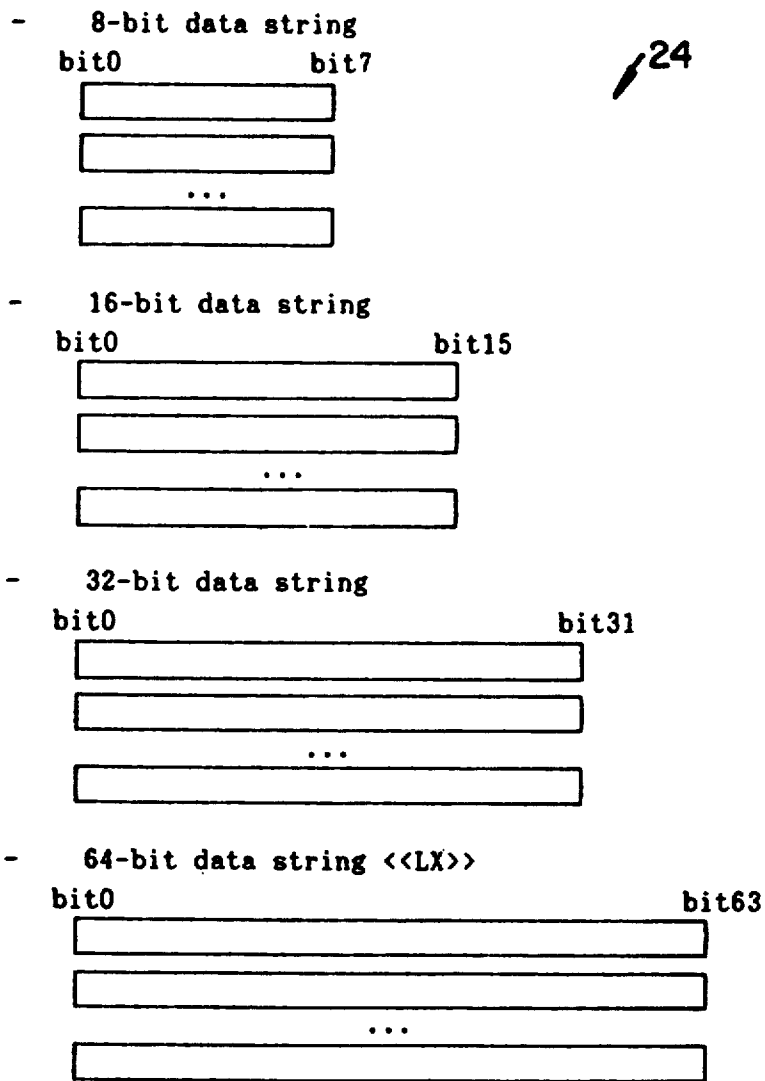 - 8-bit data string
24
bit0 bit7
...
- 16-bit data string
bit0 bit15
...
- 32-bit data string
bit0 bit31
...
- 64-bit data string <<LX>>
bit0 bit63
...